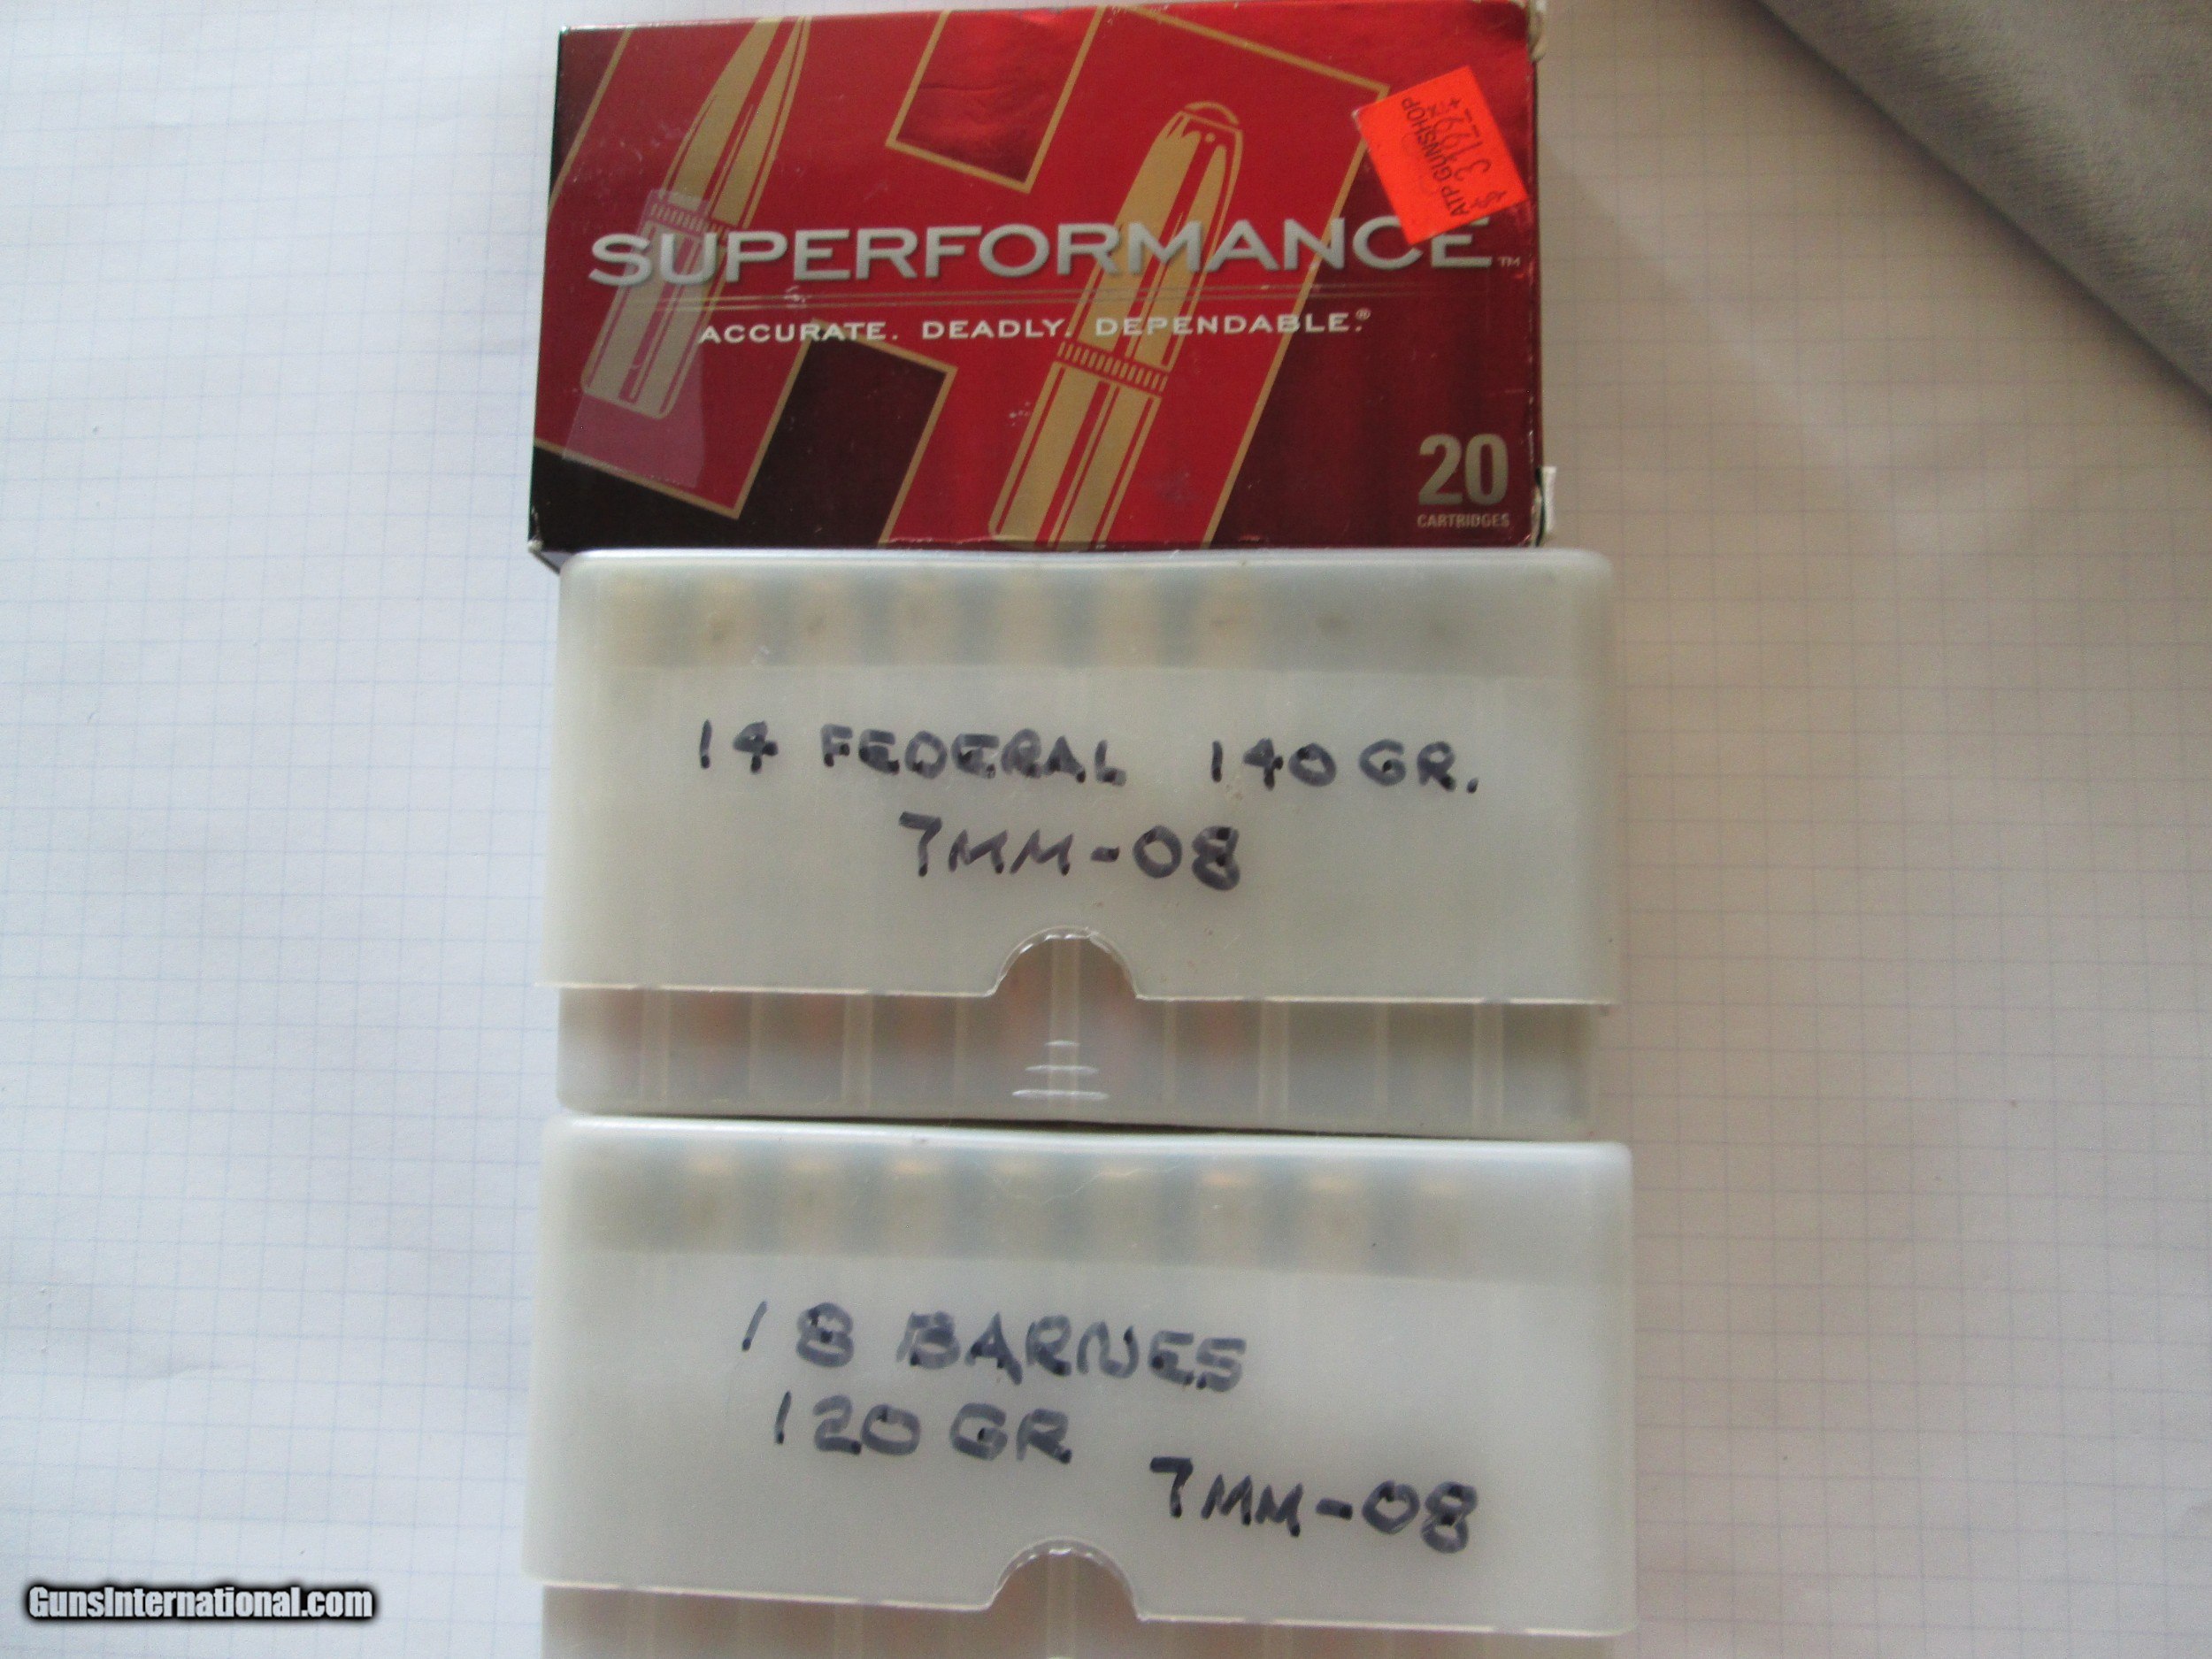 ATP GUNSHOP
SUPERFORMANCE™
ACCURATE. DEADLY. DEPENDABLE.®
20
CARTRIDGES
14 FEDERAL 140 GR.
7MM-08
18 BARNES
120 GR
7MM-08
GunsInternational.com